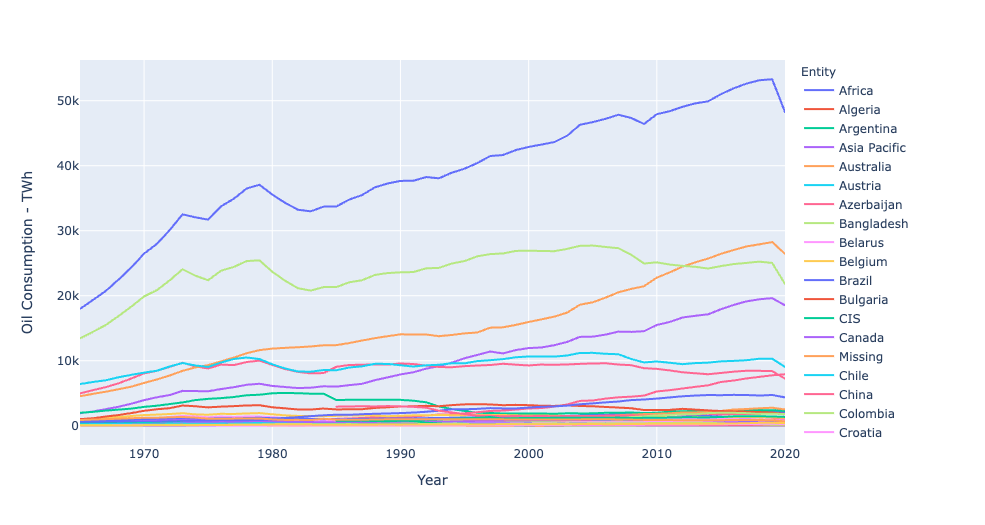 Entity
Africa
Algeria
Argentina
Asia Pacific
Australia
Austria
Azerbaijan
Bangladesh
Belarus
Belgium
Brazil
Bulgaria
CIS
Canada
Missing
Chile
China
Colombia
Croatia
50k
40k
30k
20k
10k
0
Oil Consumption - TWh
1970 1980 1990 2000 2010 2020
Year